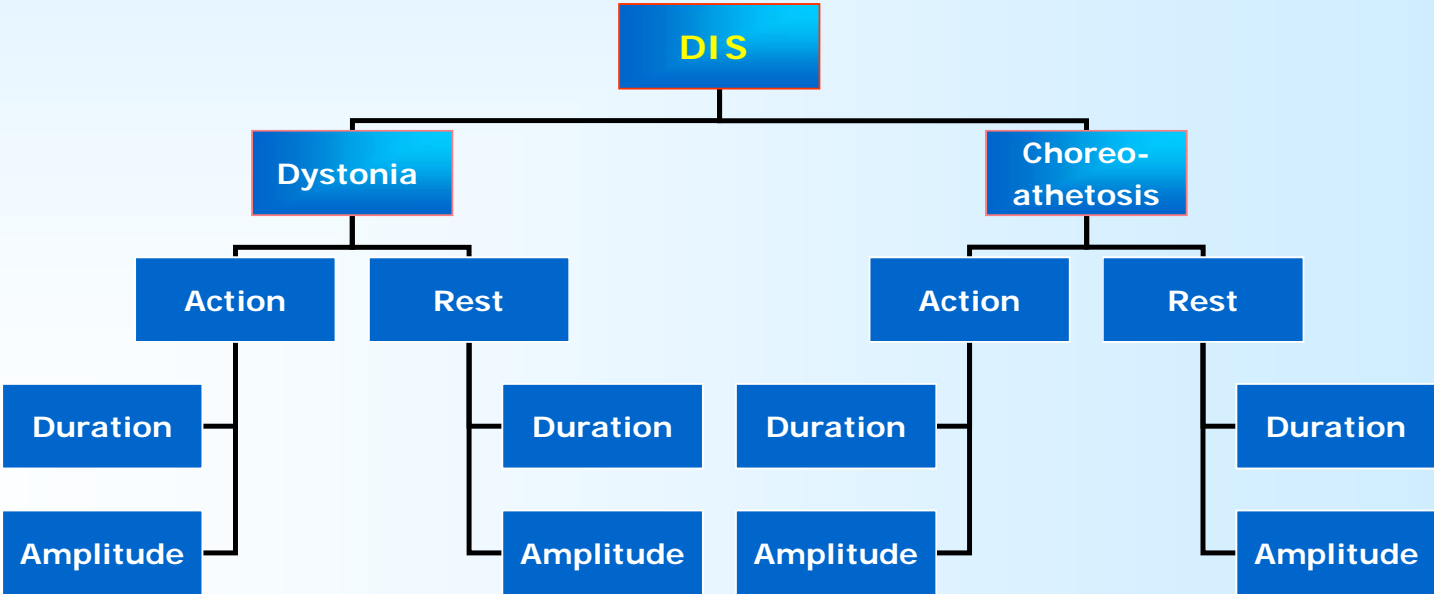 DIS
Dystonia
Choreo-
athetosis
Action
Rest
Action
Rest
Duration
Duration
Duration
Duration
Amplitude
Amplitude
Amplitude
Amplitude